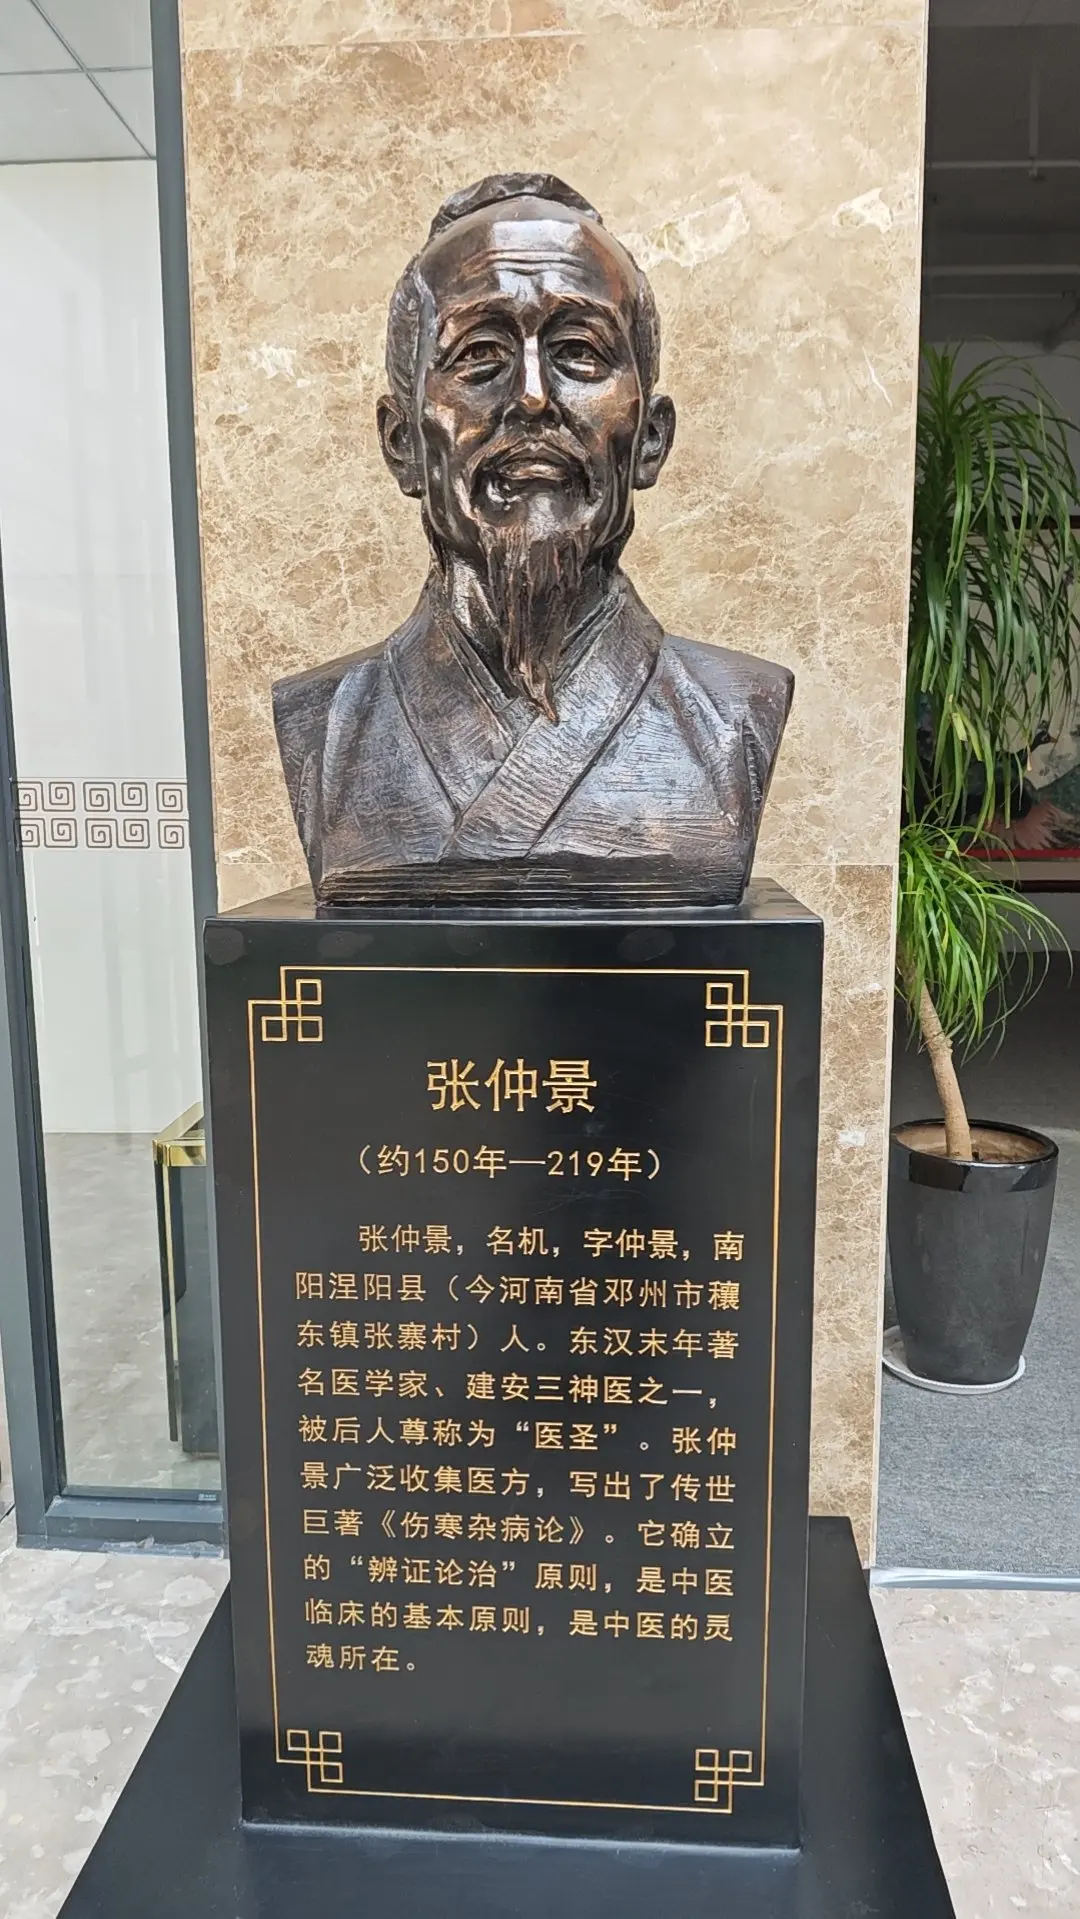 张仲景
（约150年—219年）
张仲景，名机，字仲景，南
阳涅阳县（今河南省邓州市穰
东镇张寨村）人。东汉末年著
名医学家、建安三神医之一，
被后人尊称为“医圣”。张仲
景广泛收集医方，写出了传世
巨著《伤寒杂病论》。它确立
的“辨证论治”原则，是中医
临床的基本原则，是中医的灵
魂所在。